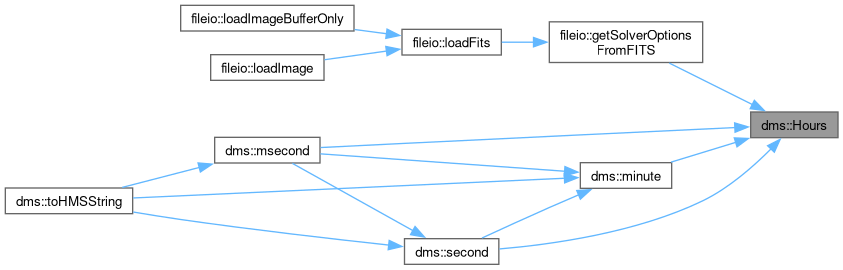 fileio::loadImageBufferOnly
fileio::loadImage
fileio::loadFits
fileio::getSolverOptions
FromFITS
dms::Hours
dms::msecond
dms::minute
dms::toHMSString
dms::second